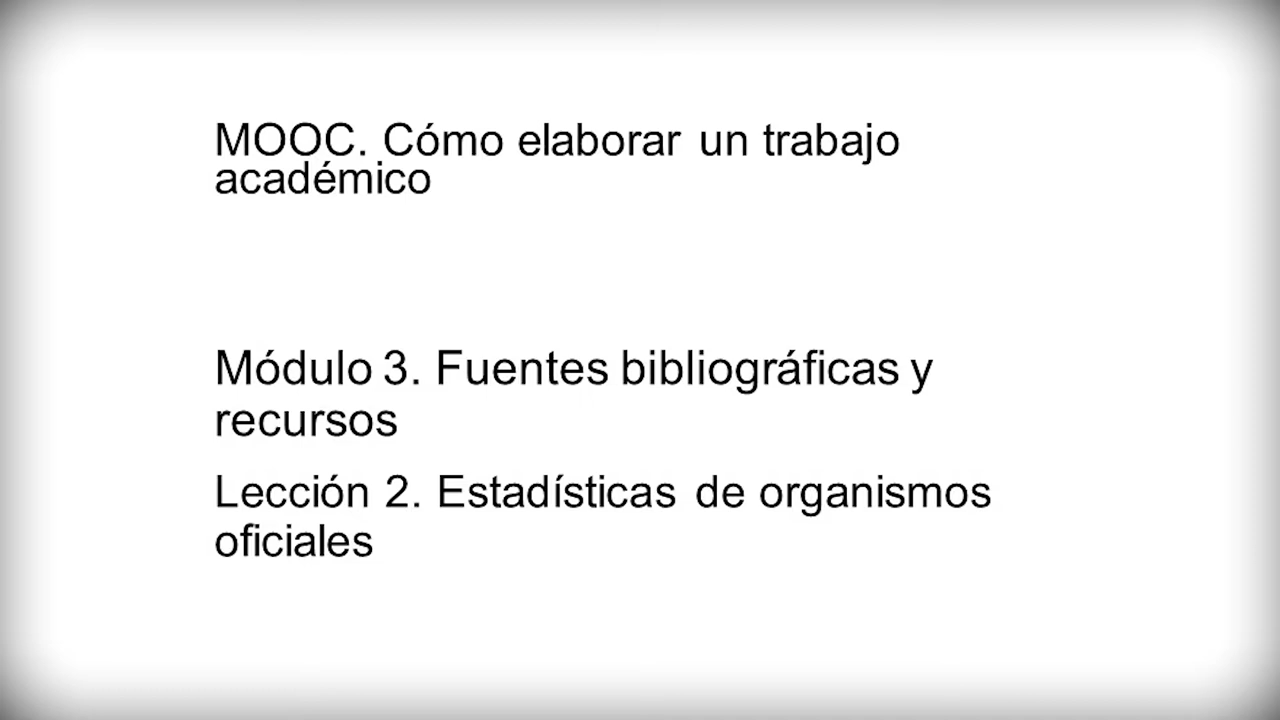 MOOC. Cómo elaborar un trabajo
académico
Módulo 3. Fuentes bibliográficas y
recursos
Lección 2. Estadísticas de organismos
oficiales